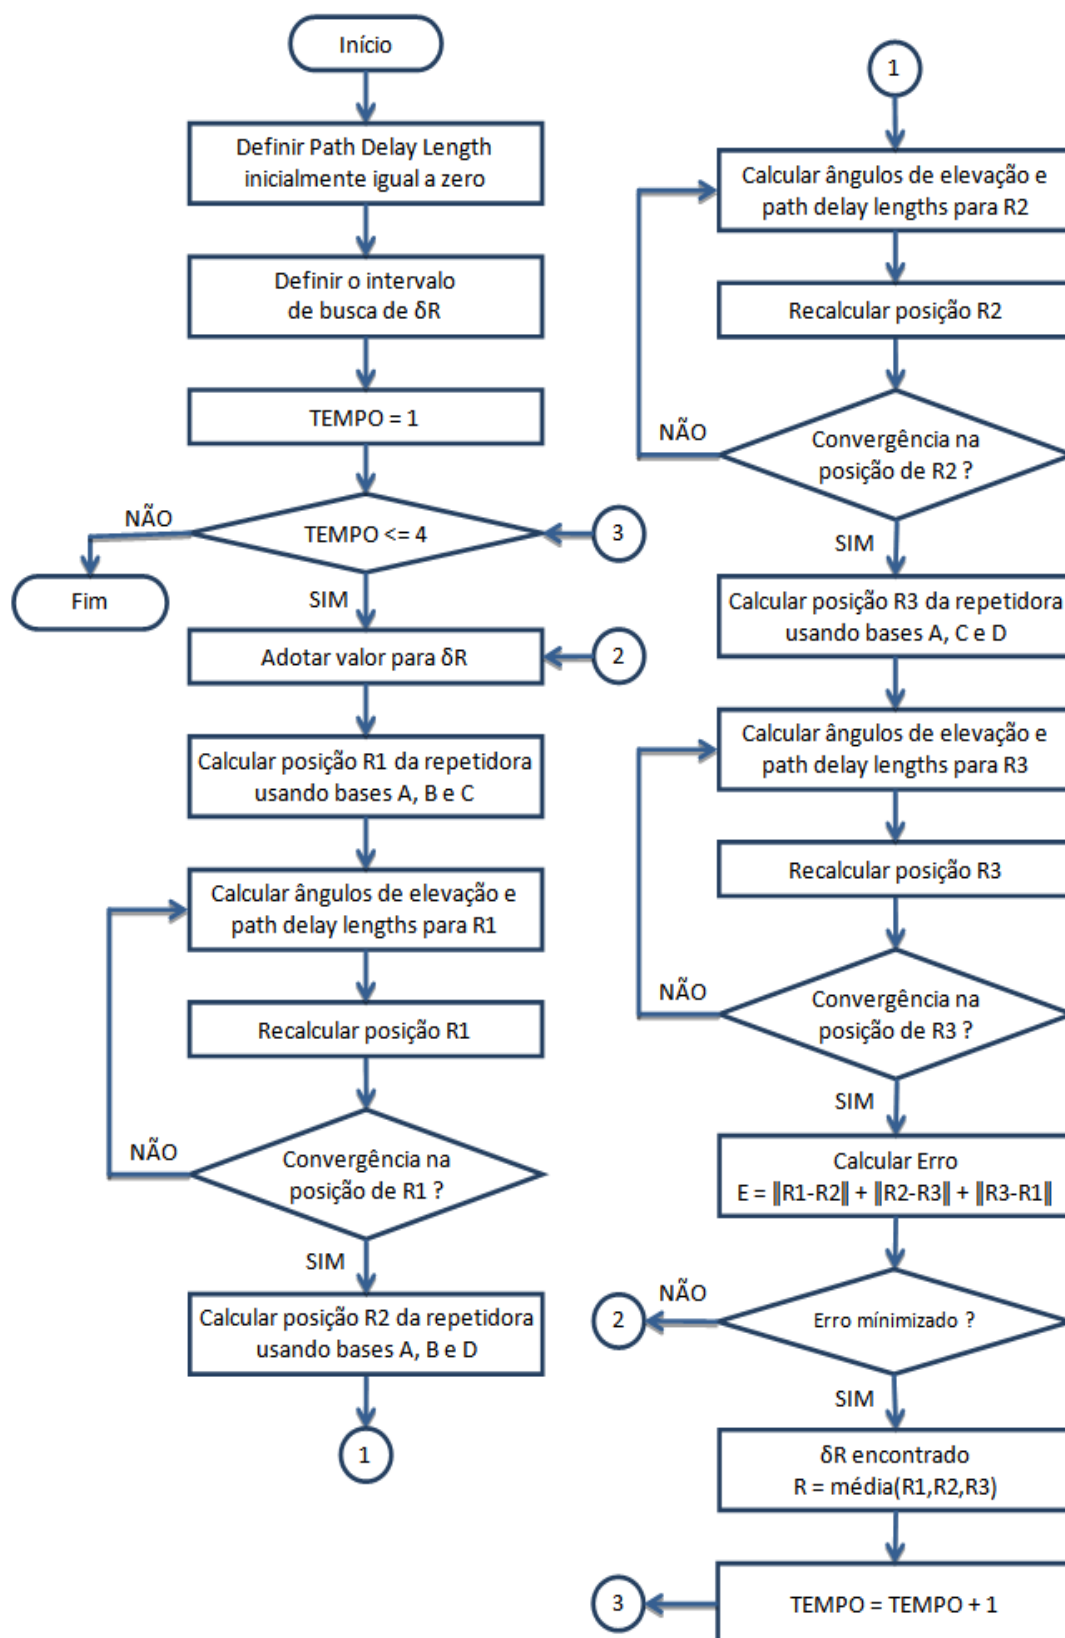 Início
Definir Path Delay Length
inicialmente igual a zero
Definir o intervalo
de busca de δR
TEMPO = 1
TEMPO <= 4
NÃO
3
Fim
SIM
Adotar valor para δR
2
Calcular posição R1 da repetidora
usando bases A, B e C
Calcular ângulos de elevação e
path delay lengths para R1
Recalcular posição R1
NÃO
Convergência na
posição de R1 ?
SIM
Calcular posição R2 da repetidora
usando bases A, B e D
1
1
Calcular ângulos de elevação e
path delay lengths para R2
Recalcular posição R2
NÃO
Convergência na
posição de R2 ?
SIM
Calcular posição R3 da repetidora
usando bases A, C e D
Calcular ângulos de elevação e
path delay lengths para R3
Recalcular posição R3
NÃO
Convergência na
posição de R3 ?
SIM
Calcular Erro
E = ‖R1-R2‖ + ‖R2-R3‖ + ‖R3-R1‖
NÃO
2
Erro mínimizado ?
SIM
δR encontrado
R = média(R1,R2,R3)
3
TEMPO = TEMPO + 1